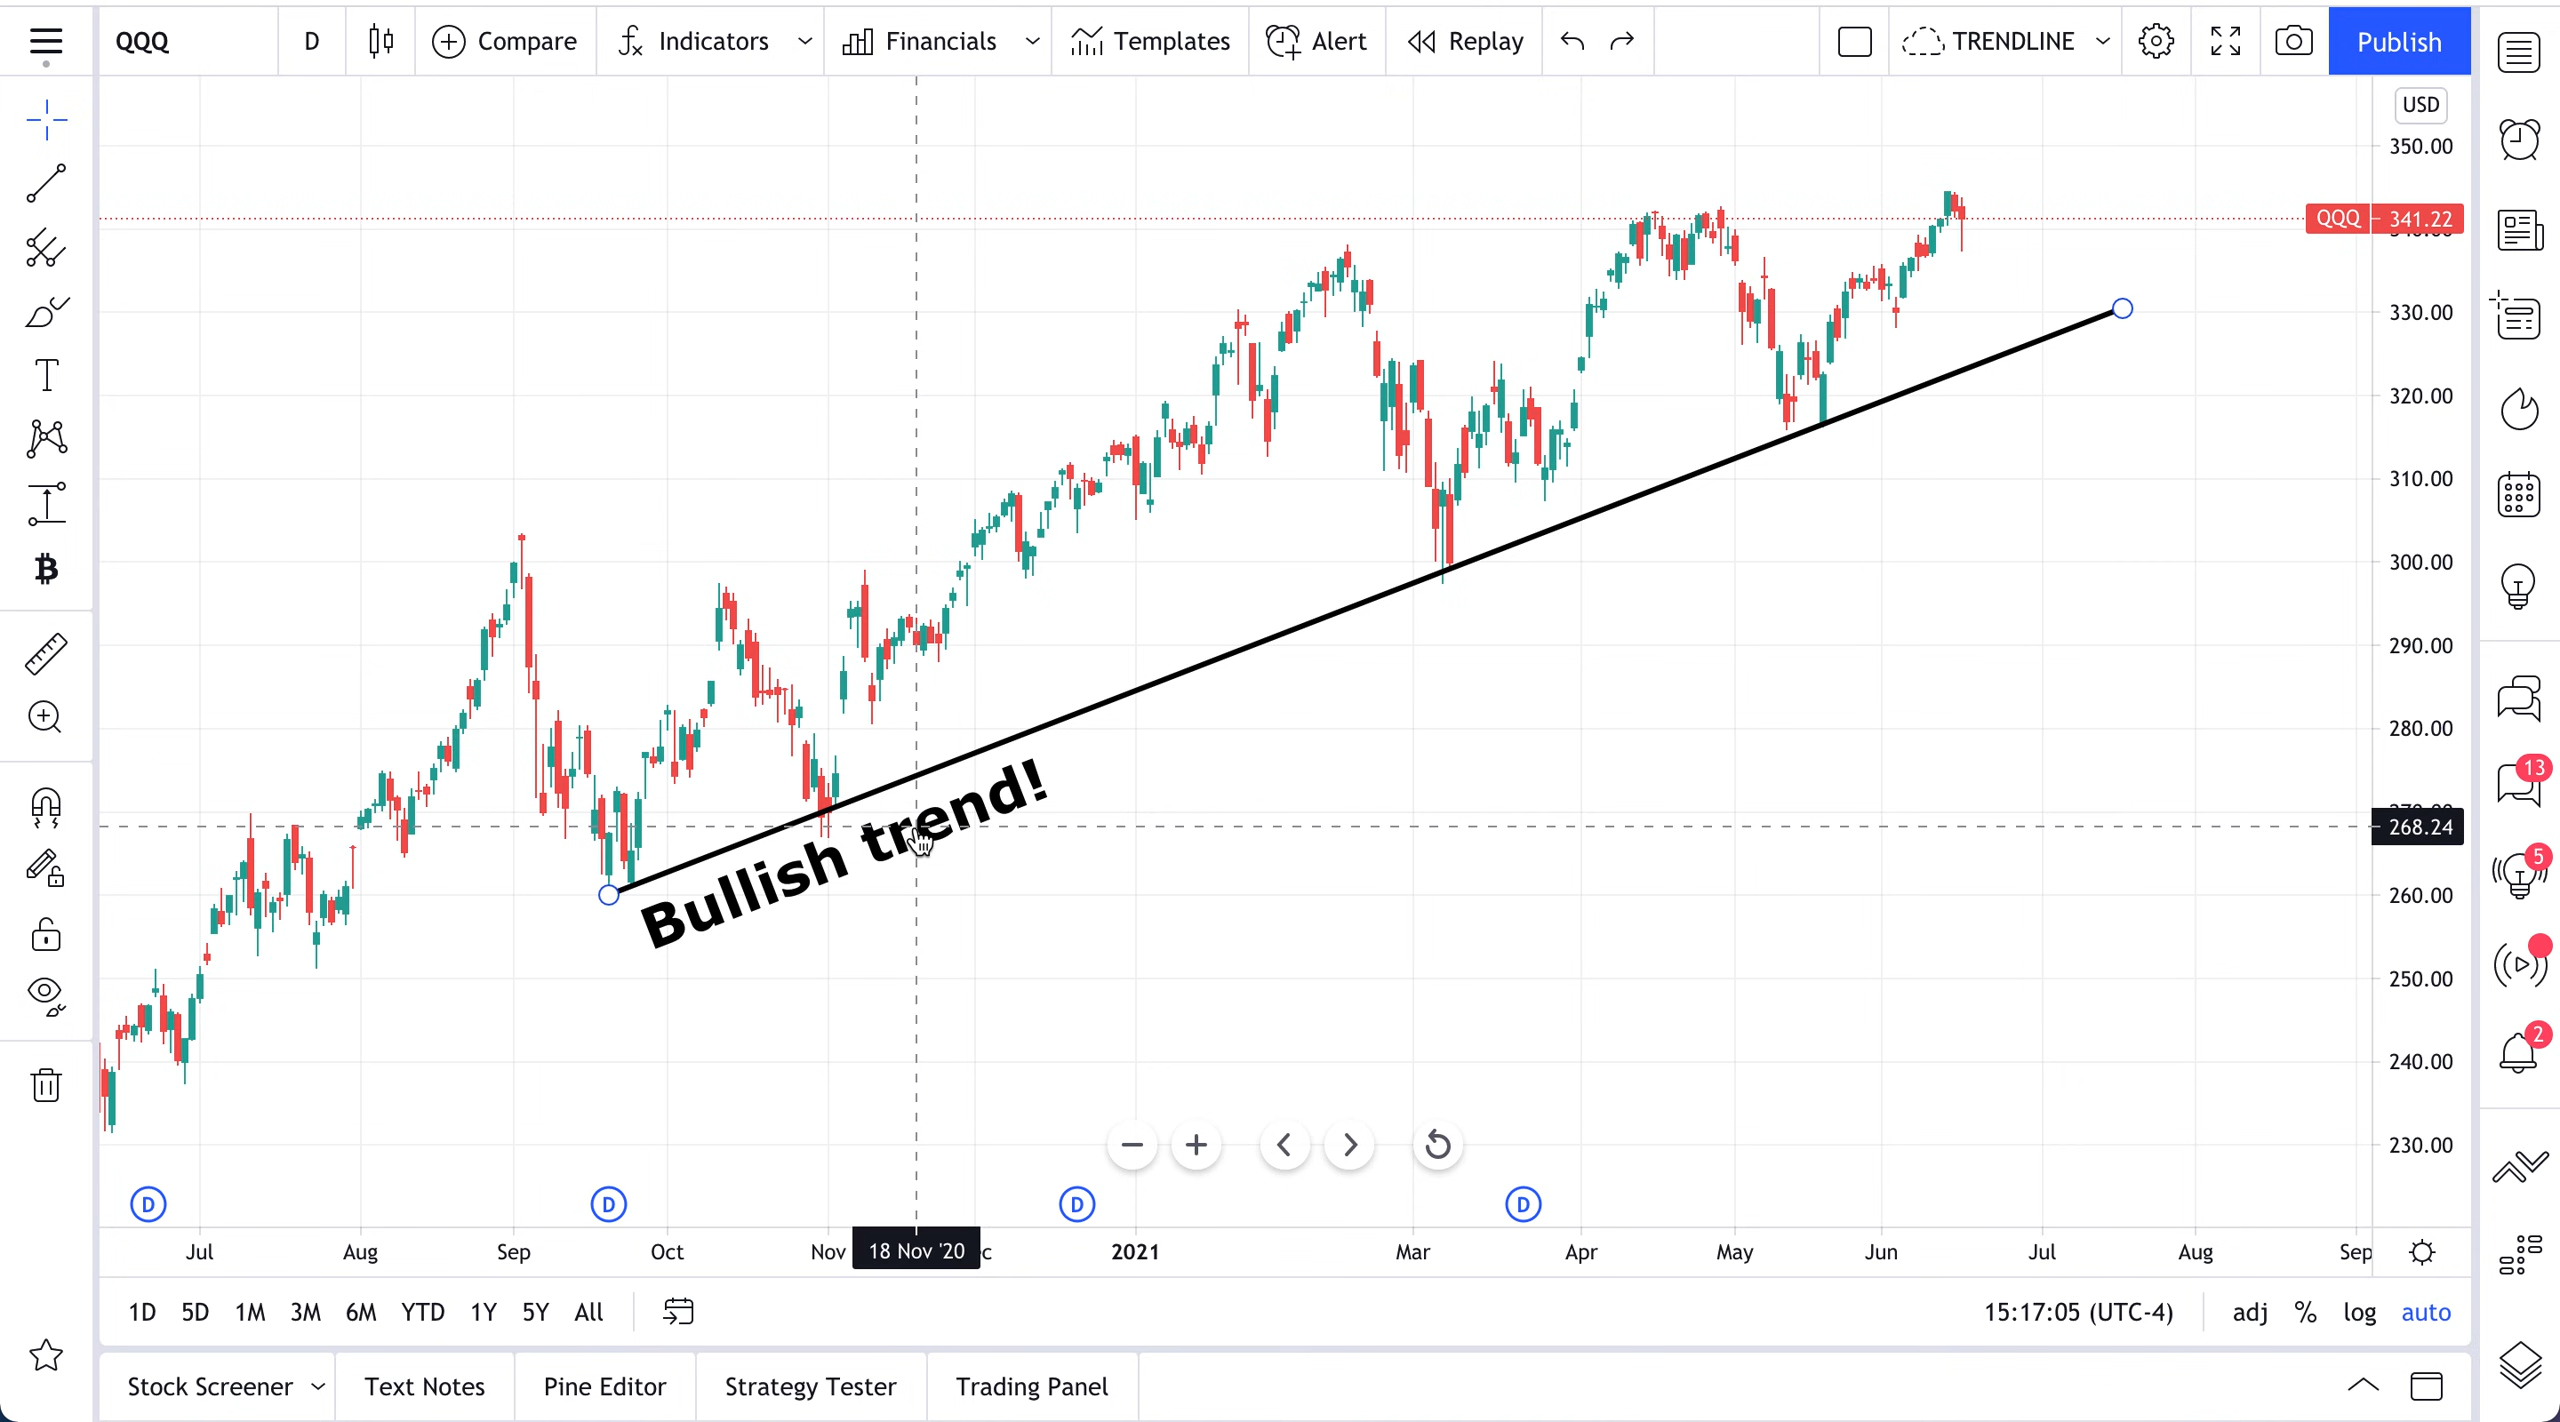 QQQ D Compare Indicators Financials Templates Alert Replay TRENDLINE Publish
USD
350.00
QQQ 341.22
330.00
320.00
310.00
300.00
290.00
280.00
268.24
260.00
250.00
240.00
230.00
Bullish trend!
D D D D
Jul Aug Sep Oct Nov 18 Nov '20 2021 Mar Apr May Jun Jul Aug Sep
1D 5D 1M 3M 6M YTD 1Y 5Y All 15:17:05 (UTC-4) adj % log auto
Stock Screener Text Notes Pine Editor Strategy Tester Trading Panel
13
5
2